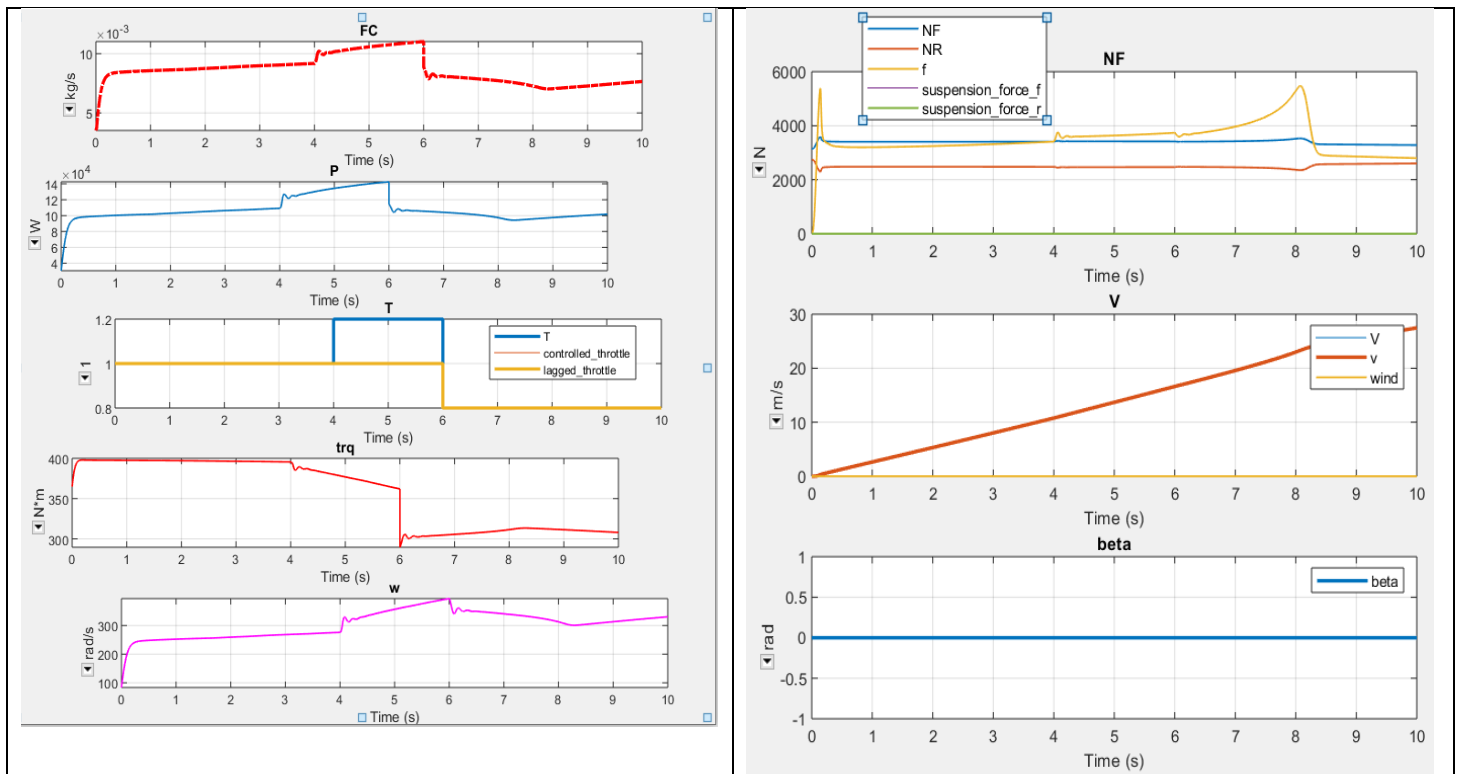 FC
×10⁻³
kg/s
10
5
0 1 2 3 4 5 6 7 8 9 10
Time (s)
P
×10⁴
W
14
12
10
8
6
4
0 1 2 3 4 5 6 7 8 9 10
Time (s)
T
1
1.2
1
0.8
T
controlled_throttle
lagged_throttle
0 1 2 3 4 5 6 7 8 9 10
Time (s)
trq
N*m
400
350
300
0 1 2 3 4 5 6 7 8 9 10
Time (s)
w
rad/s
300
200
100
0 1 2 3 4 5 6 7 8 9 10
Time (s)
NF
NR
f
suspension_force_f
suspension_force_r
NF
N
6000
4000
2000
0
0 1 2 3 4 5 6 7 8 9 10
Time (s)
V
m/s
30
20
10
0
V
v
wind
0 1 2 3 4 5 6 7 8 9 10
Time (s)
beta
rad
1
0.5
0
-0.5
-1
beta
0 1 2 3 4 5 6 7 8 9 10
Time (s)